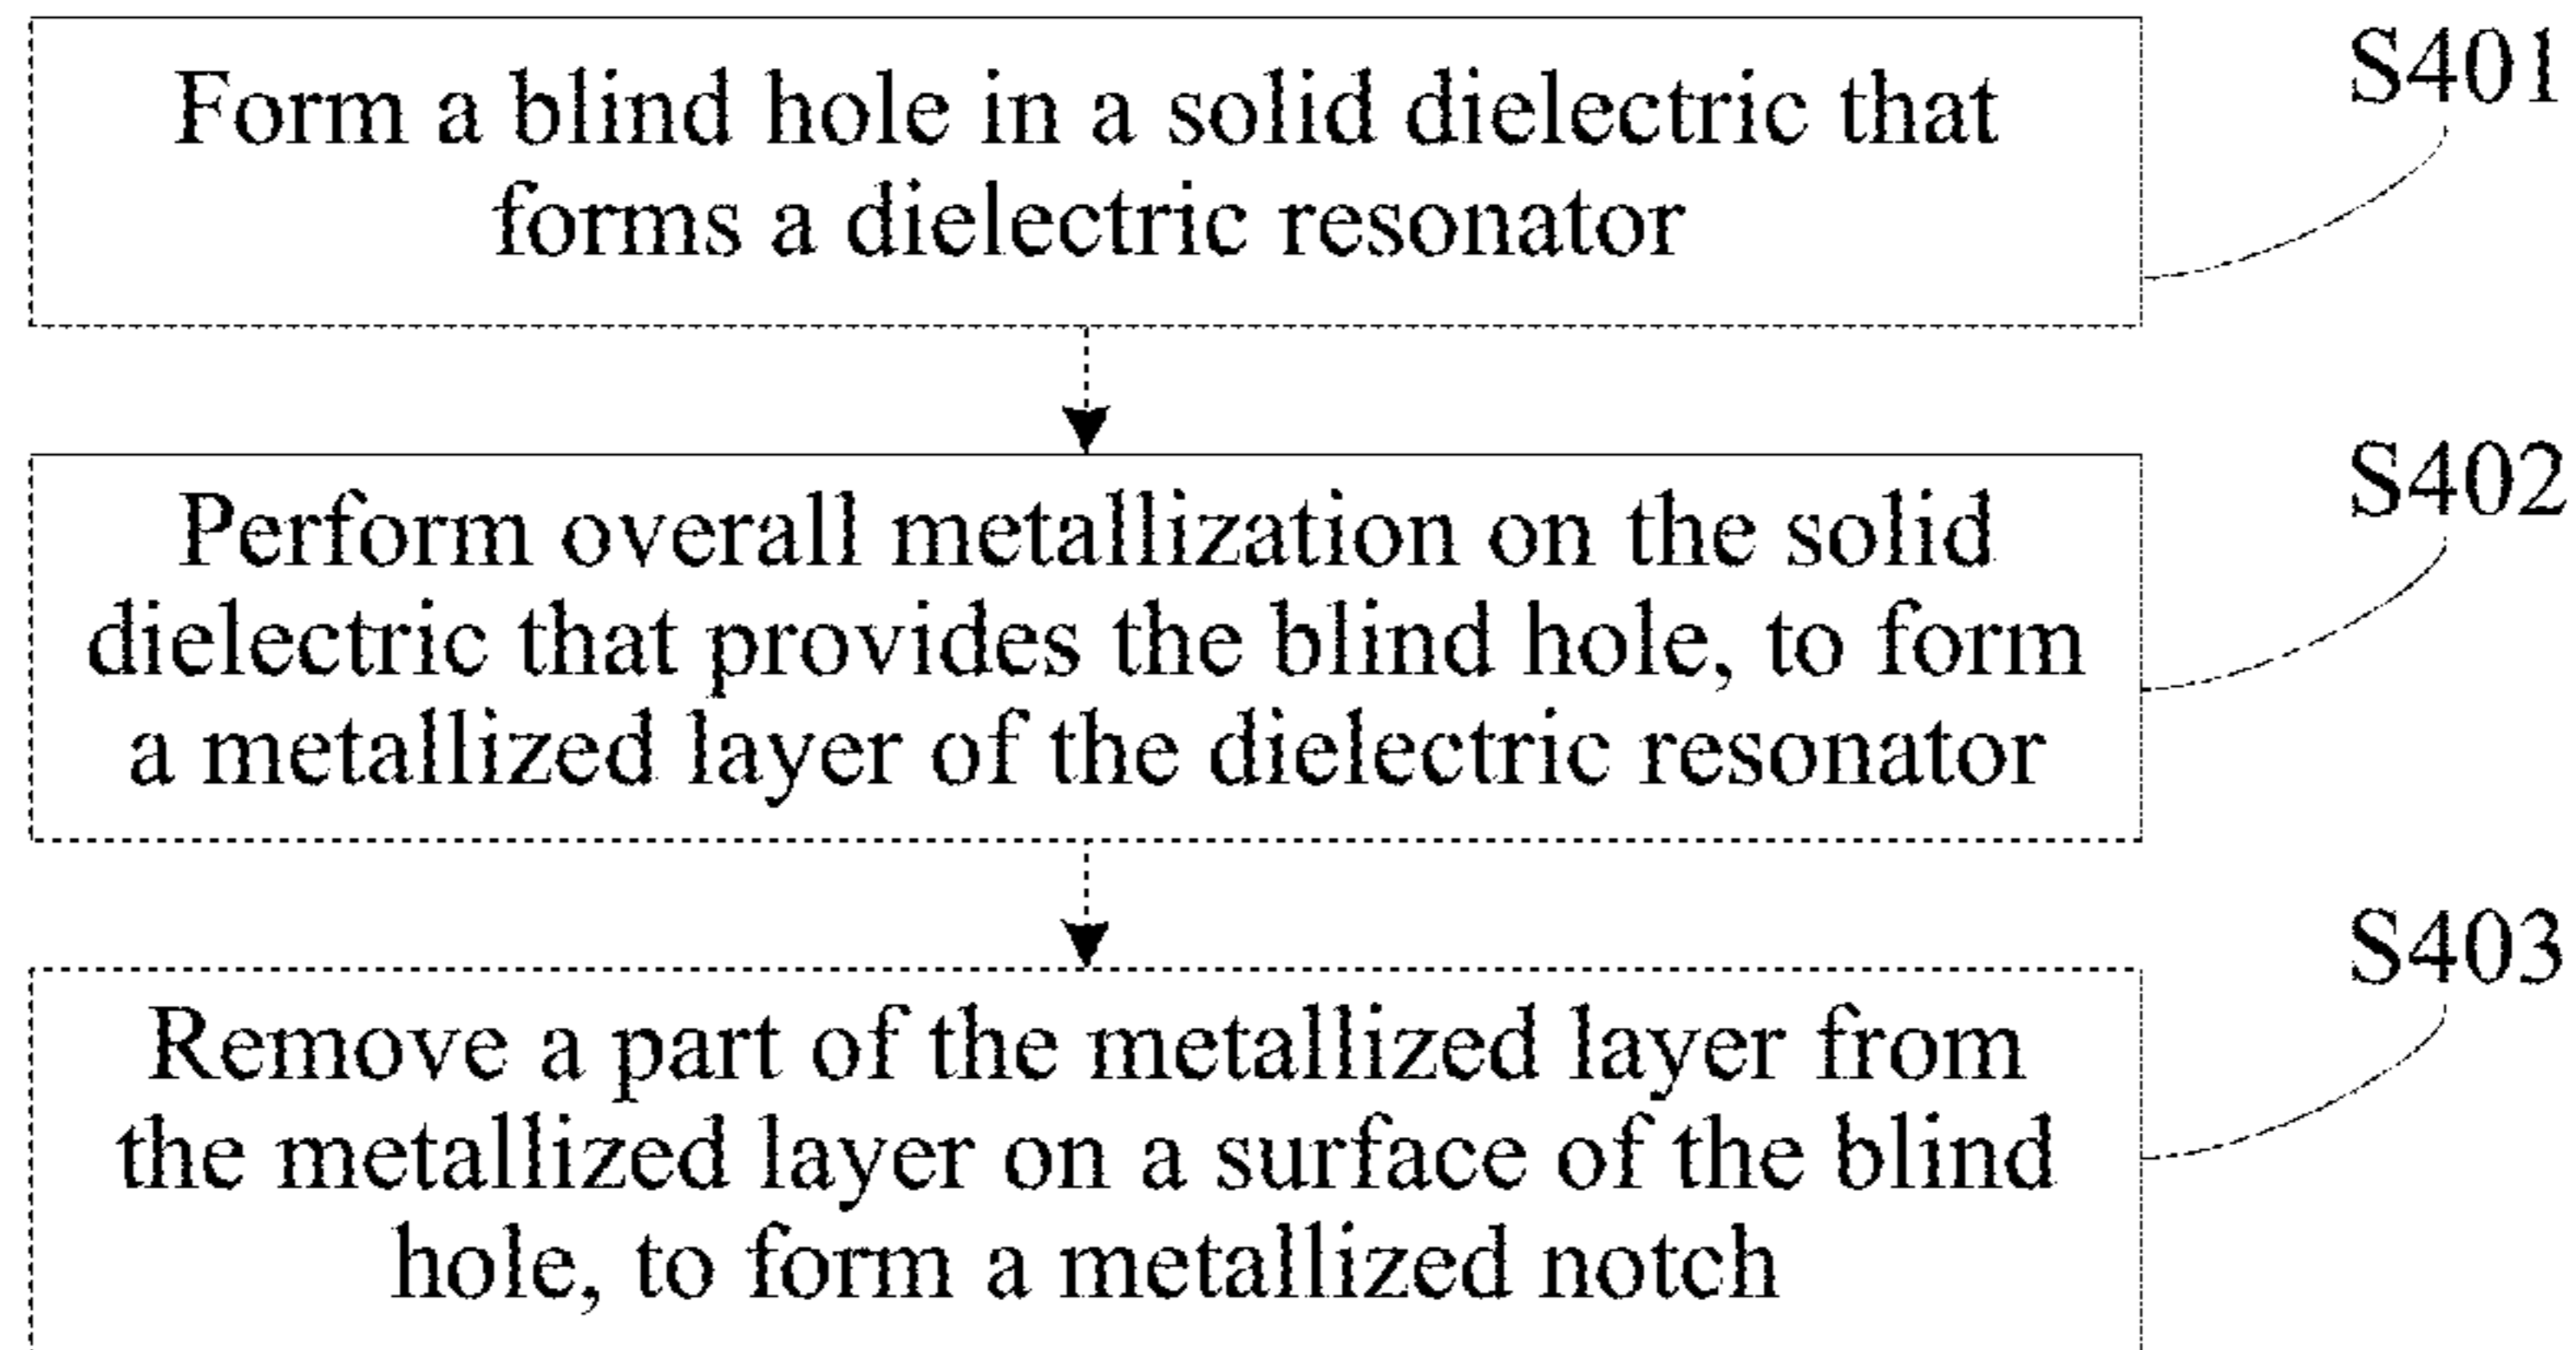 Form a blind hole in a solid dielectric that
forms a dielectric resonator
S401
Perform overall metallization on the solid
dielectric that provides the blind hole, to form
a metallized layer of the dielectric resonator
S402
Remove a part of the metallized layer from
the metallized layer on a surface of the blind
hole, to form a metallized notch
S403